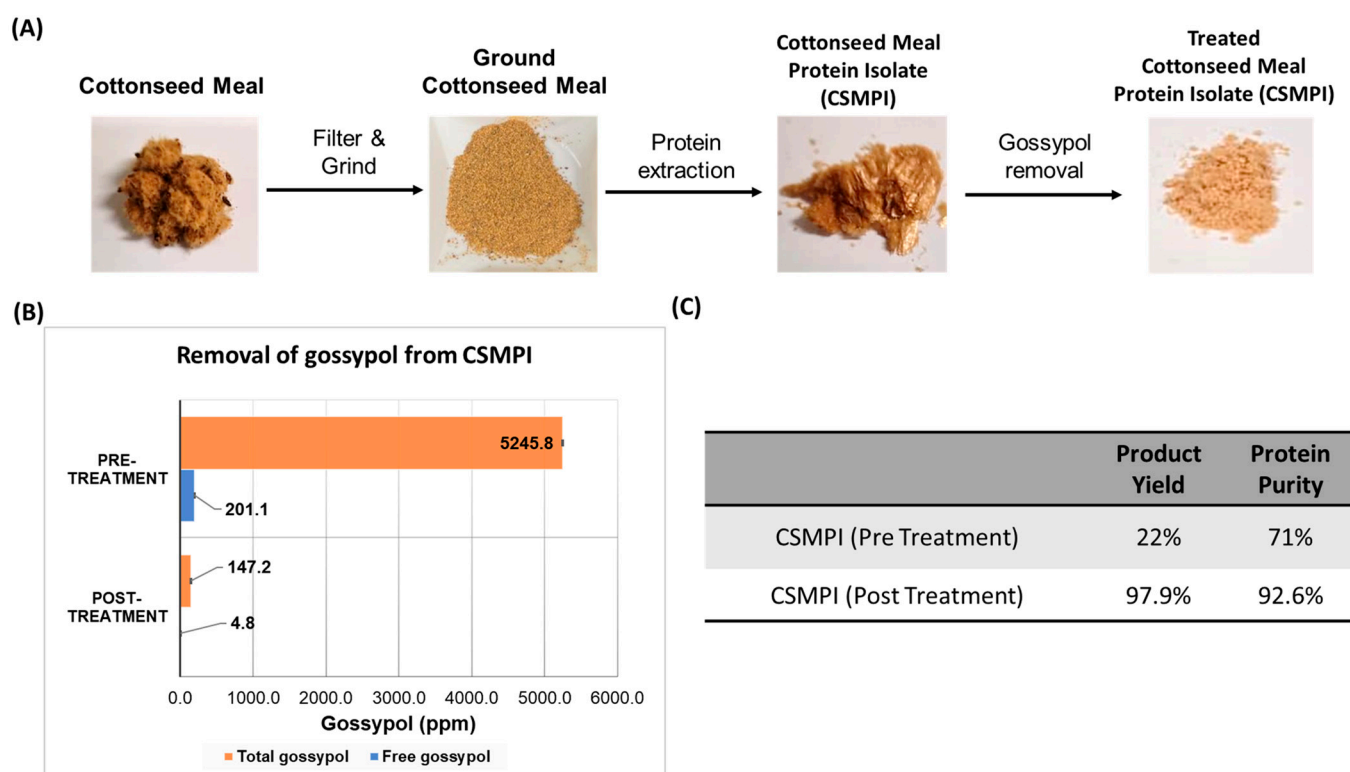 (A)
Cottonseed Meal
Filter &
Grind
Ground
Cottonseed Meal
Protein
extraction
Cottonseed Meal
Protein Isolate
(CSMPI)
Gossypol
removal
Treated
Cottonseed Meal
Protein Isolate (CSMPI)
(B)
Removal of gossypol from CSMPI
PRE-
TREATMENT
5245.8
201.1
POST-
TREATMENT
147.2
4.8
0.0 1000.0 2000.0 3000.0 4000.0 5000.0 6000.0
Gossypol (ppm)
Total gossypol Free gossypol
(C)
Product
Yield
Protein
Purity
CSMPI (Pre Treatment) 22% 71%
CSMPI (Post Treatment) 97.9% 92.6%